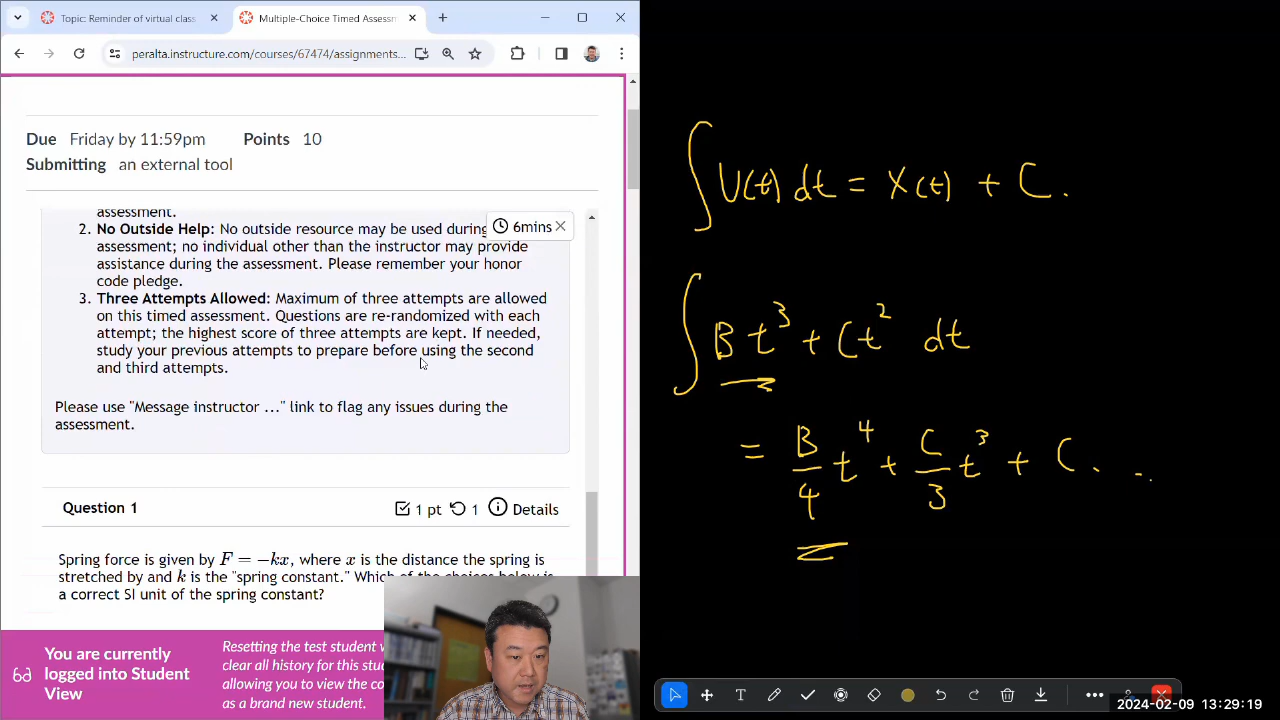 Topic: Reminder of virtual class
Multiple-Choice Timed Assessm
peralta.instructure.com/courses/67474/assignments...
Due Friday by 11:59pm Points 10
Submitting an external tool
assessment.
6mins
2. No Outside Help: No outside resource may be used during
assessment; no individual other than the instructor may provide
assistance during the assessment. Please remember your honor
code pledge.
3. Three Attempts Allowed: Maximum of three attempts are allowed
on this timed assessment. Questions are re-randomized with each
attempt; the highest score of three attempts are kept. If needed,
study your previous attempts to prepare before using the second
and third attempts.
Please use "Message instructor ..." link to flag any issues during the
assessment.
Question 1 1 pt 1 Details
Spring force is given by F = −kx, where x is the distance the spring is
stretched by and k is the "spring constant." Which of the choices below is
a correct SI unit of the spring constant?
You are currently
logged into Student
View
Resetting the test student
clear all history for this stu
allowing you to view the co
as a brand new student.
∫ V(t) dt = X(t) + C.
∫ Bt³ + Ct² dt
= B/4 t⁴ + C/3 t³ + C. ..
2024-02-09 13:29:19